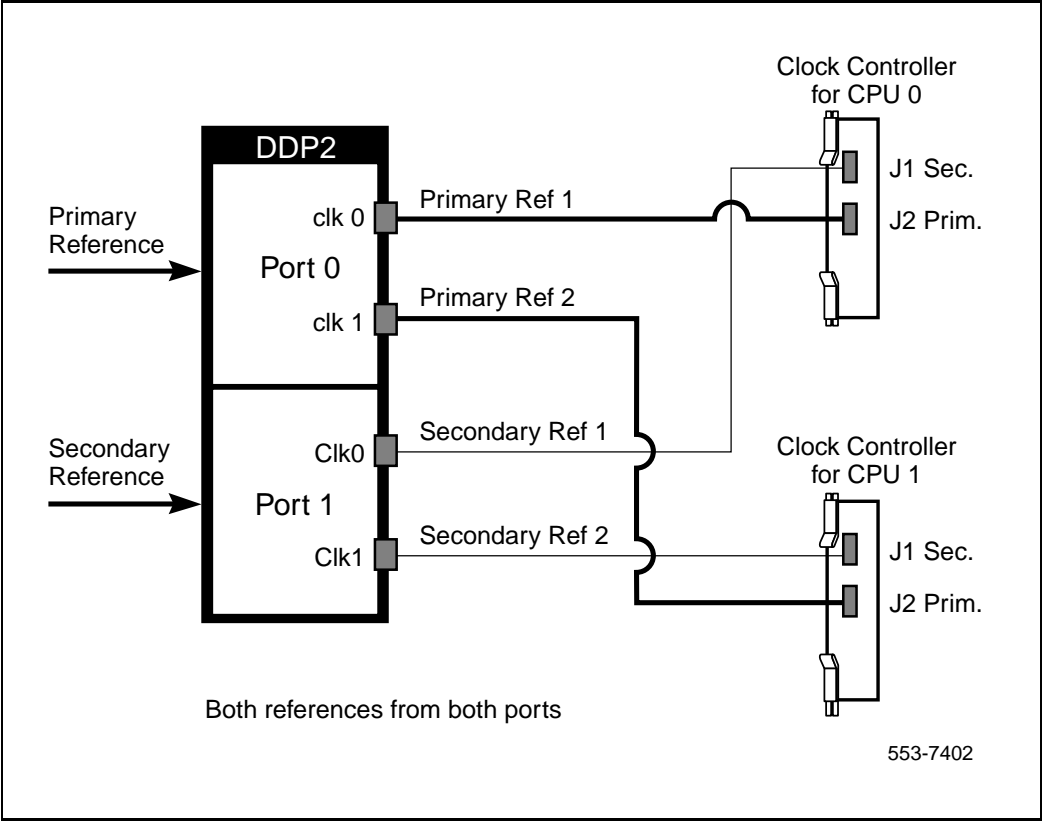 Clock Controller
for CPU 0
DDP2
J1 Sec.
Primary Ref 1
clk 0
J2 Prim.
Primary
Reference
Port 0
Primary Ref 2
clk 1
Secondary Ref 1
Secondary
Reference
Clk0
Clock Controller
for CPU 1
Port 1
Secondary Ref 2
Clk1
J1 Sec.
J2 Prim.
Both references from both ports
553-7402